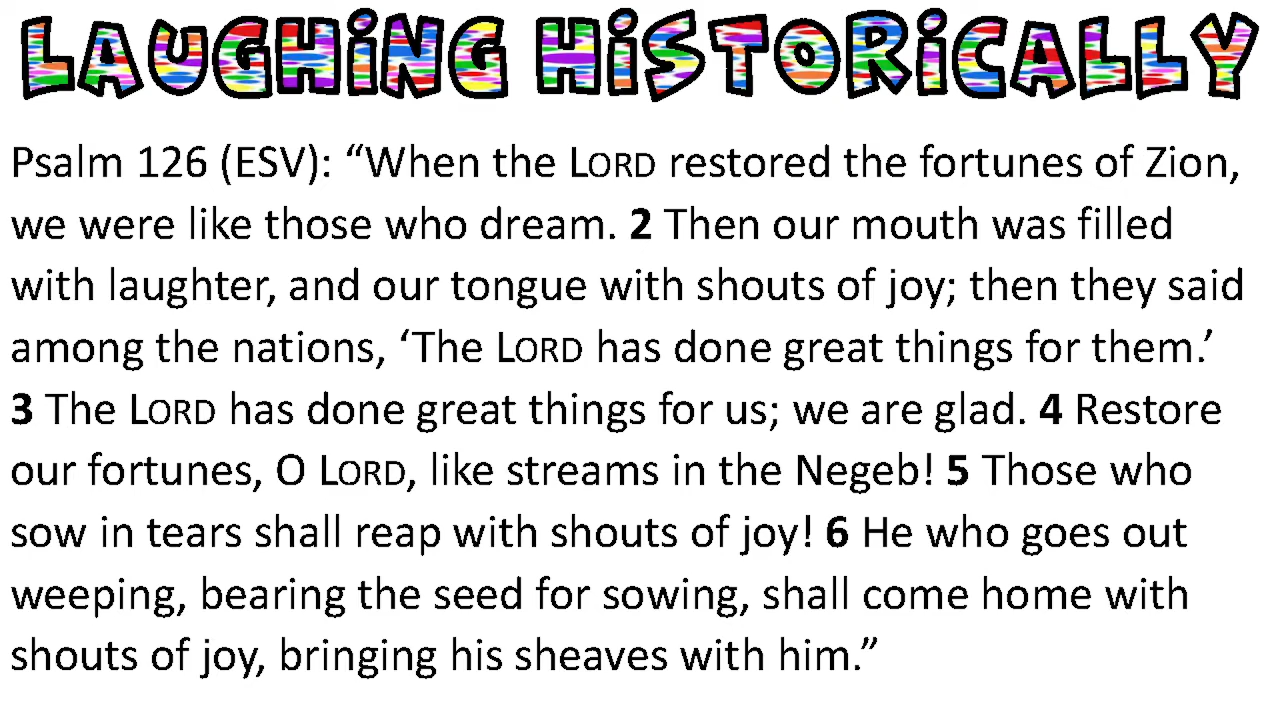 LAUGHiNG HiSTORiCALLY
Psalm 126 (ESV): “When the LORD restored the fortunes of Zion,
we were like those who dream. 2 Then our mouth was filled
with laughter, and our tongue with shouts of joy; then they said
among the nations, ‘The LORD has done great things for them.’
3 The LORD has done great things for us; we are glad. 4 Restore
our fortunes, O LORD, like streams in the Negeb! 5 Those who
sow in tears shall reap with shouts of joy! 6 He who goes out
weeping, bearing the seed for sowing, shall come home with
shouts of joy, bringing his sheaves with him.”